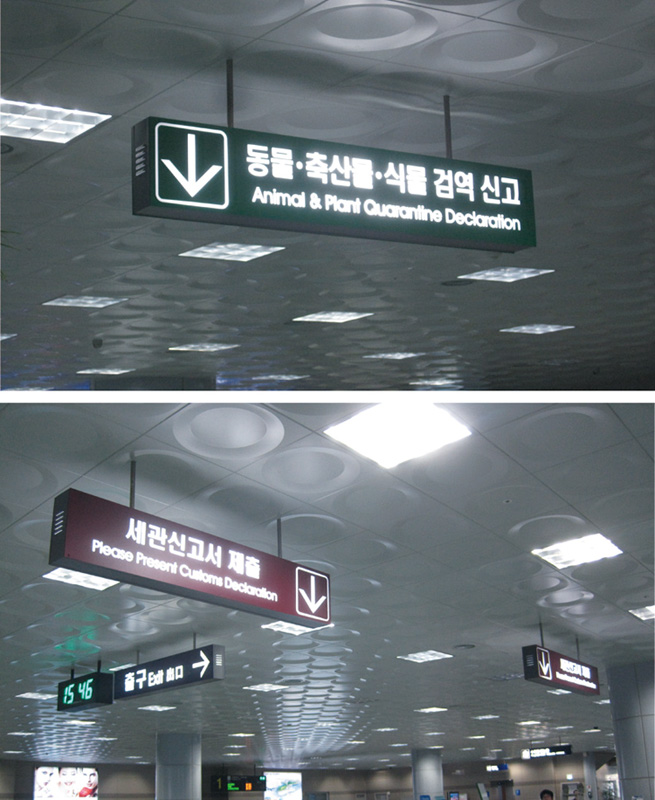 동물·축산물·식물 검역 신고
Animal & Plant Quarantine Declaration
세관신고서 제출
Please Present Customs Declaration
15 46
출구 Exit 出口
1